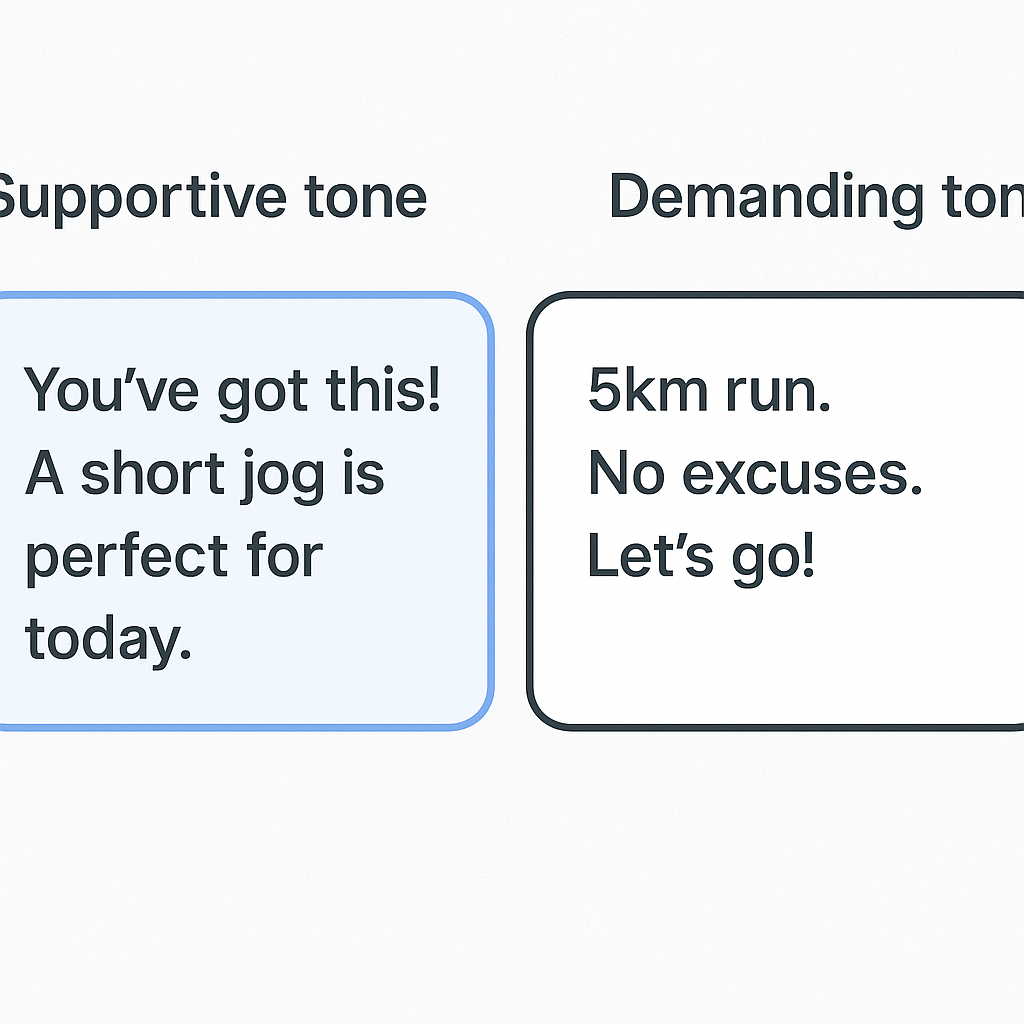 Supportive tone
You’ve got this!
A short jog is
perfect for
today.
Demanding ton
5km run.
No excuses.
Let’s go!